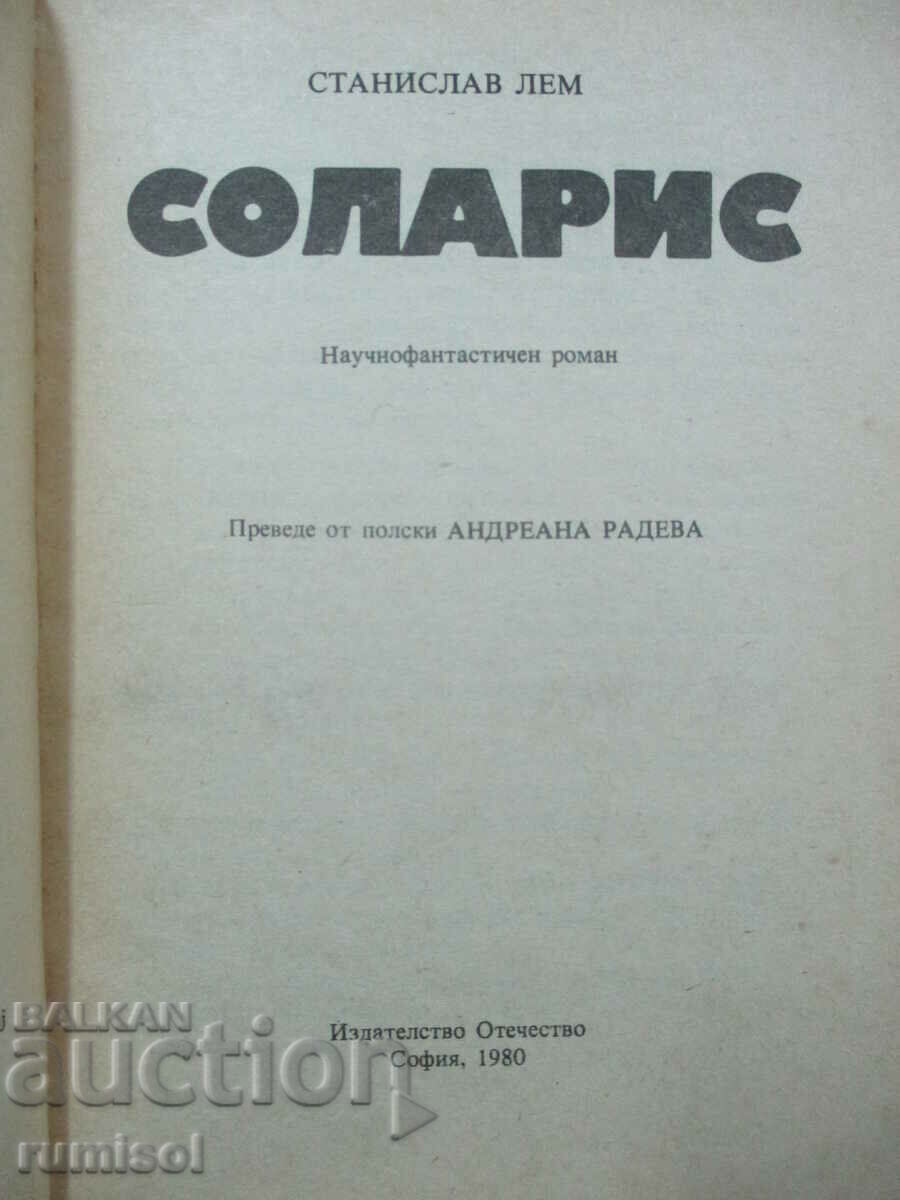 СТАНИСЛАВ ЛЕМ
СОЛАРИС
Научнофантастичен роман
Преведе от полски АНДРЕАНА РАДЕВА
j
Издателство Отечество
София, 1980
BALKAN
auction
rumisol